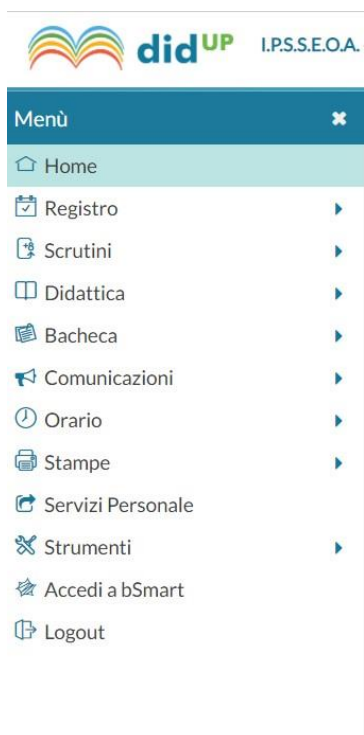 didUP I.P.S.S.E.O.A.
Menù
Home
Registro
Scrutini
Didattica
Bacheca
Comunicazioni
Orario
Stampe
Servizi Personale
Strumenti
Accedi a bSmart
Logout